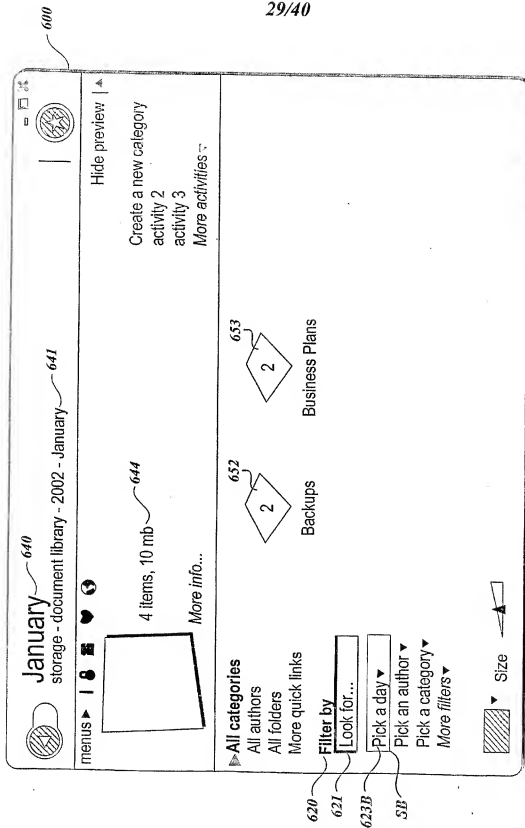 29/40
600
January 640
storage - document library - 2002 - January 641
menus
Hide preview
4 items, 10 mb 644
More info...
Create a new category
activity 2
activity 3
More activities
All categories
All authors
All folders
More quick links
620 Filter by
621 Look for...
623B Pick a day
SB
Pick an author
Pick a category
More filters
Size
652
2
Backups
653
2
Business Plans